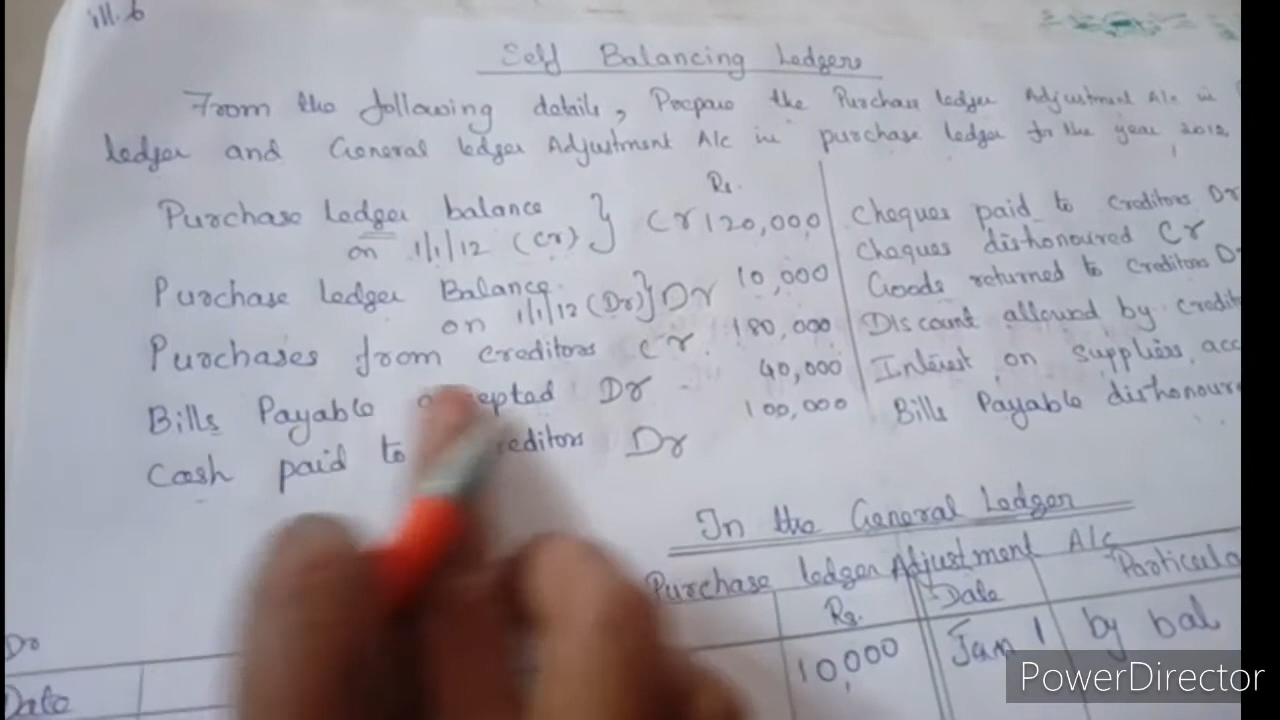 ill. 6
Self Balancing Ledgers
From the following details, Prepare the Purchase ledger Adjustment A/c in
ledger and General ledger Adjustment A/c in purchase ledger for the year 2012
Rs.
Purchase Ledger balance
on 1/1/12 (Cr) } Cr 120,000
Purchase Ledger Balance
on 1/1/12 (Dr) } Dr 10,000
Purchases from creditors Cr 180,000
Bills Payable Dr 40,000
Cash paid to Dr 100,000
Cheques paid to creditors Dr
Cheques dishonoured Cr
Goods returned to Creditors Dr
Discount allowed by
Interest on suppliers
Bills Payable
In the General Ledger
Purchase ledger Adjustment A/c
Dr
Date Rs. Date
10,000 Jan 1 by bal
PowerDirector